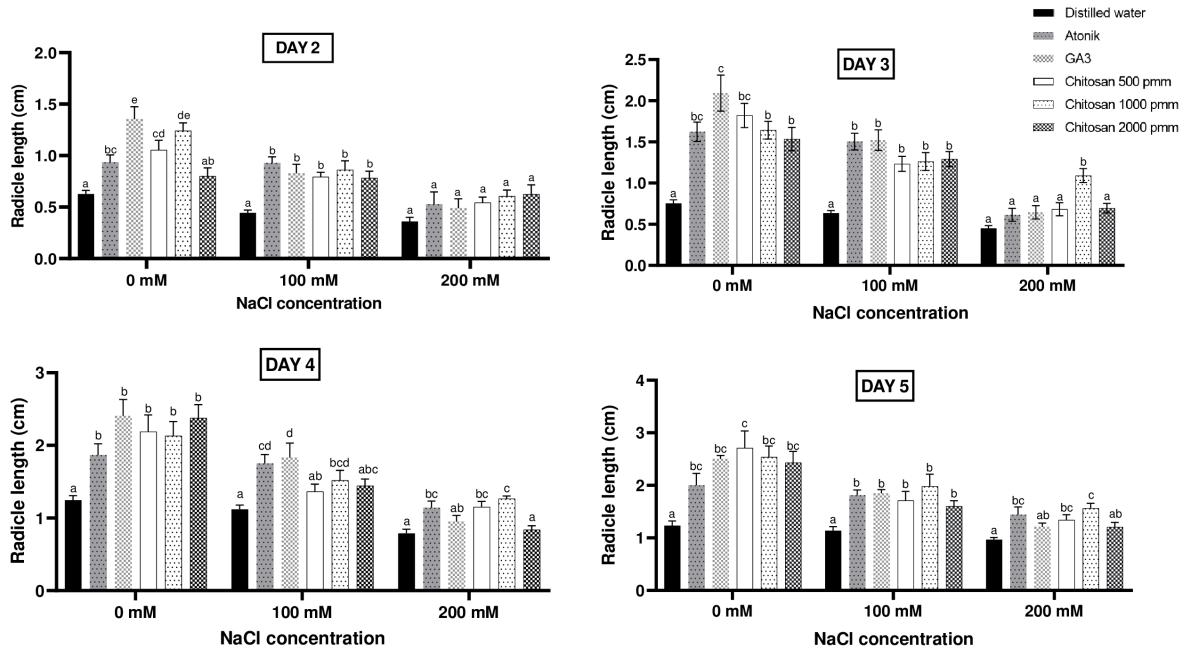 DAY 2
Radicle length (cm)
2.0
1.5
1.0
0.5
0.0
a bc e cd de ab
a b b b b b
a a a a a a
0 mM 100 mM 200 mM
NaCl concentration
Distilled water
Atonik
GA3
Chitosan 500 pmm
Chitosan 1000 pmm
Chitosan 2000 pmm
DAY 3
Radicle length (cm)
2.5
2.0
1.5
1.0
0.5
0.0
a bc c bc b b
a b b b b b
a a a a b a
0 mM 100 mM 200 mM
NaCl concentration
DAY 4
Radicle length (cm)
3
2
1
0
a b b b b b
a cd d ab bcd abc
a bc ab bc c a
0 mM 100 mM 200 mM
NaCl concentration
DAY 5
Radicle length (cm)
4
3
2
1
0
a bc bc c bc bc
a b b b b b
a bc ab bc c ab
0 mM 100 mM 200 mM
NaCl concentration